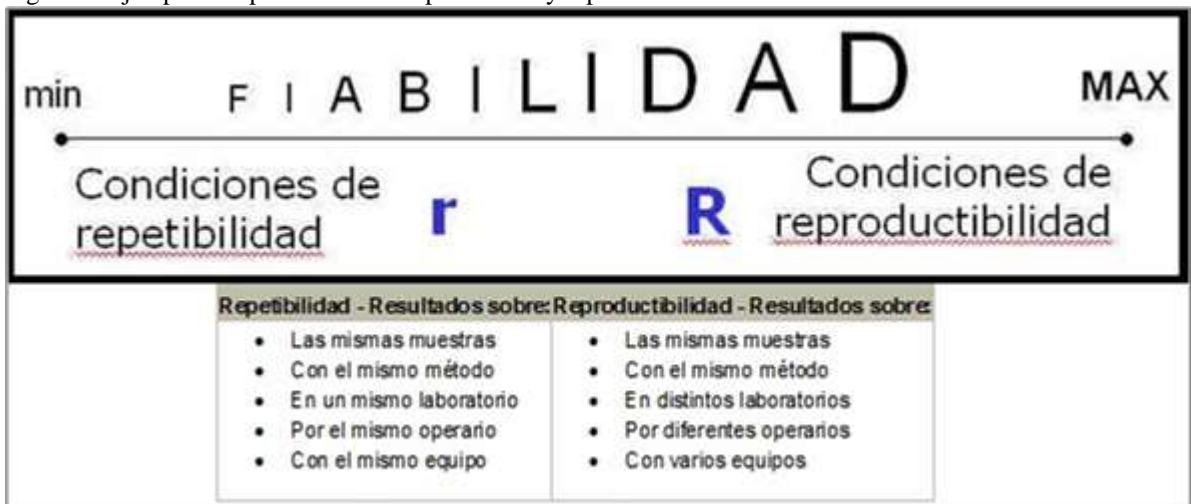 min F I A B I L I D A D MAX
Condiciones de
repetibilidad
r
R
Condiciones de
reproductibilidad
Repetibilidad - Resultados sobre: Reproductibilidad - Resultados sobre:
• Las mismas muestras
• Con el mismo método
• En un mismo laboratorio
• Por el mismo operario
• Con el mismo equipo
• Las mismas muestras
• Con el mismo método
• En distintos laboratorios
• Por diferentes operarios
• Con varios equipos